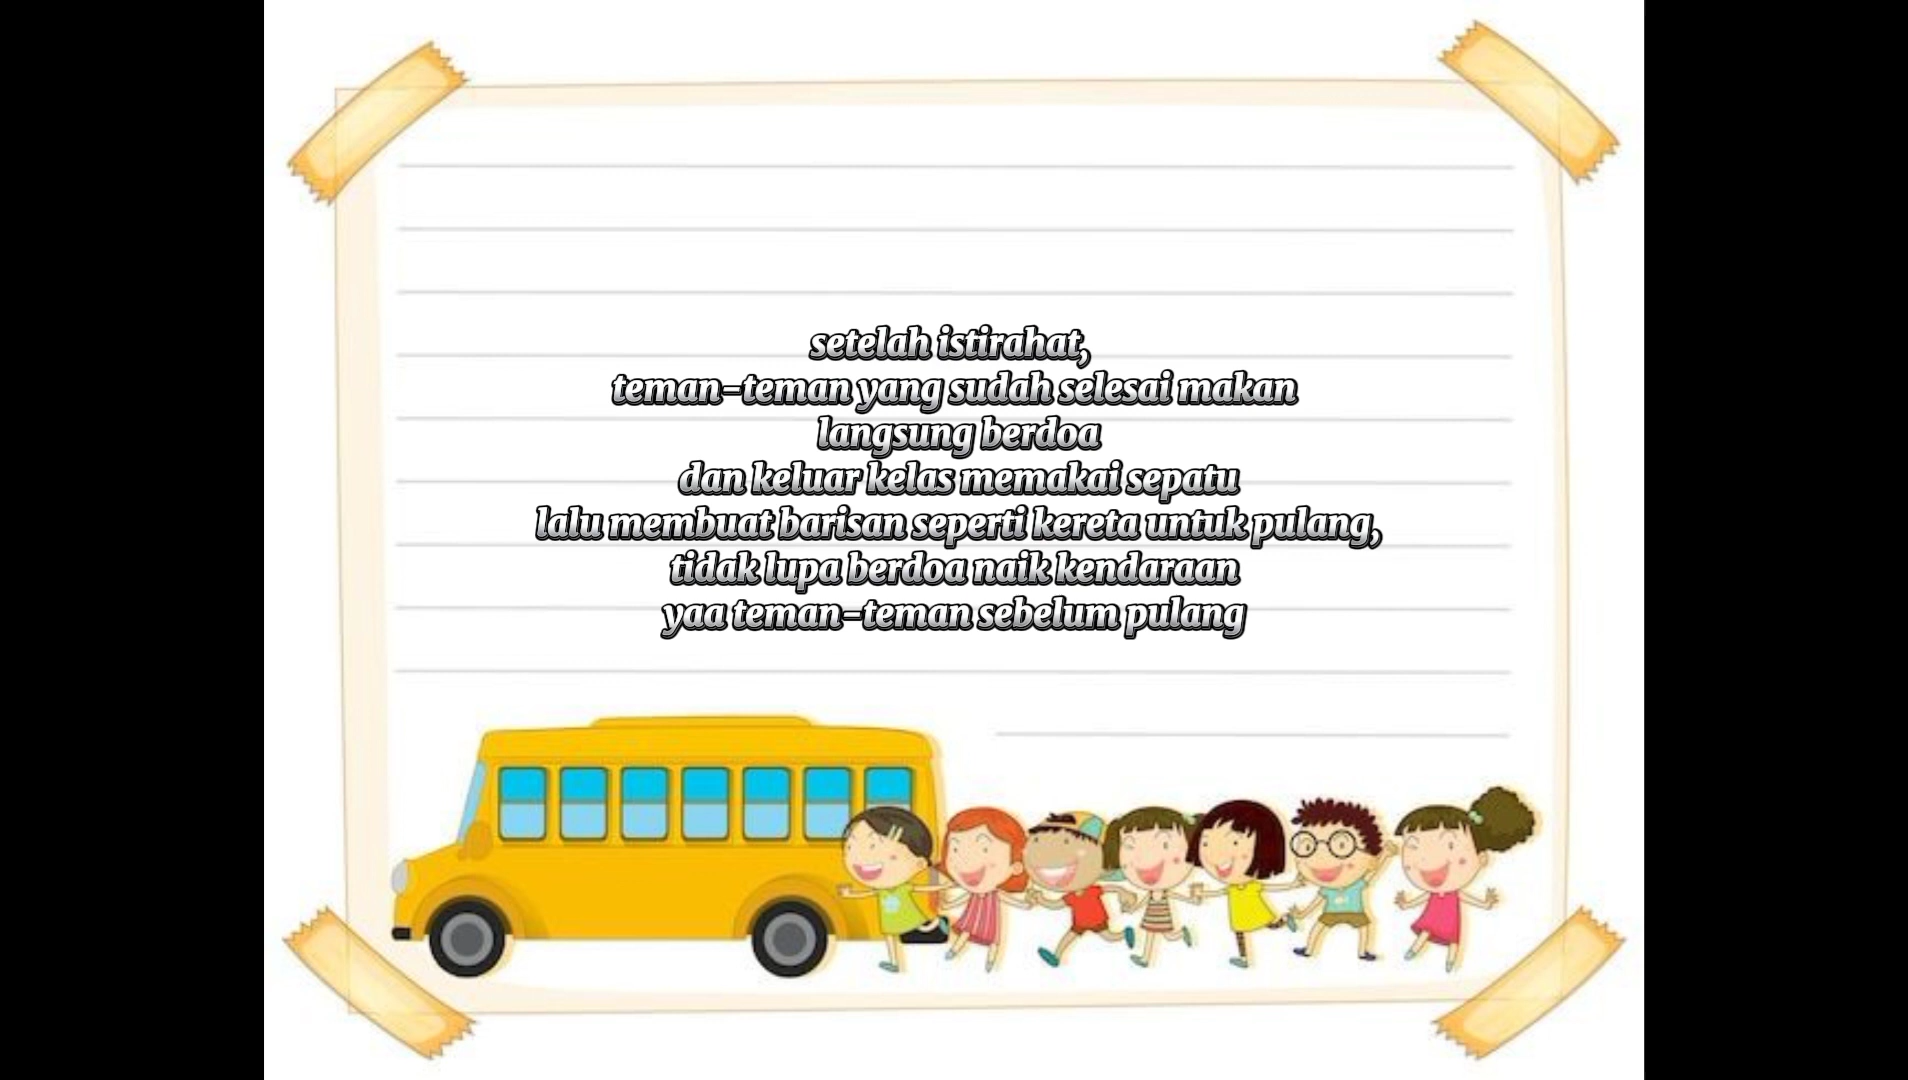 setelah istirahat,
teman-teman yang sudah selesai makan
langsung berdoa
dan keluar kelas memakai sepatu
lalu membuat barisan seperti kereta untuk pulang,
tidak lupa berdoa naik kendaraan
yaa teman-teman sebelum pulang